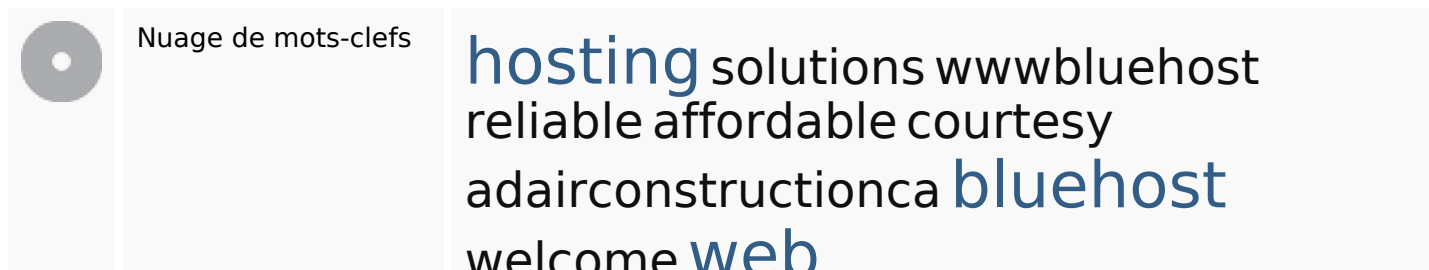 Nuage de mots-clefs
hosting solutions wwwbluehost
reliable affordable courtesy
adairconstructionca bluehost
welcome web